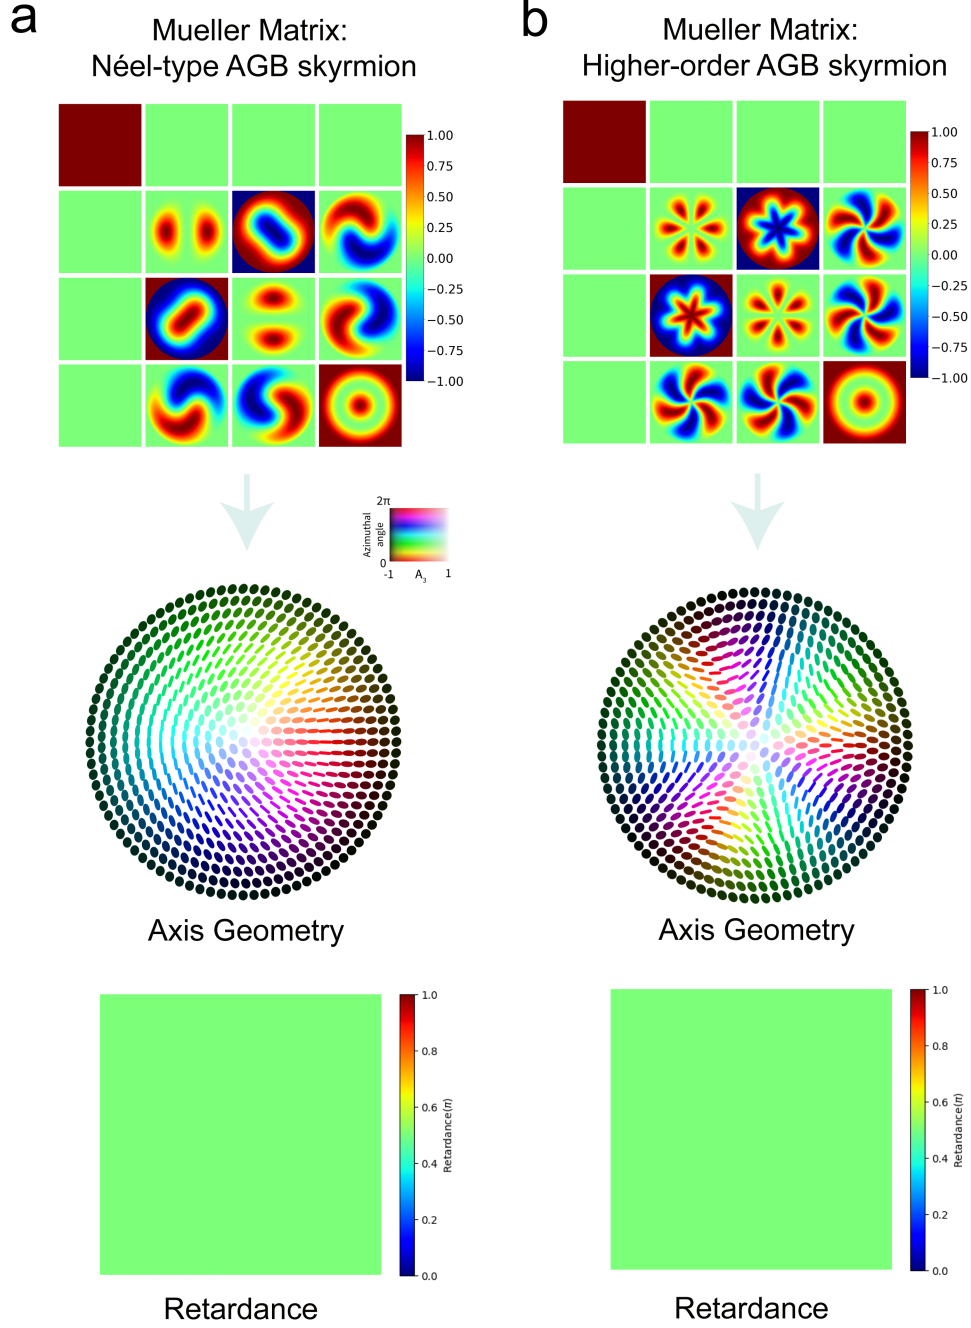 a
Mueller Matrix:
Néel-type AGB skyrmion
1.00
0.75
0.50
0.25
0.00
−0.25
−0.50
−0.75
−1.00
b
Mueller Matrix:
Higher-order AGB skyrmion
1.00
0.75
0.50
0.25
0.00
−0.25
−0.50
−0.75
−1.00
2π
Azimuthal
angle
0
-1 A₃ 1
Axis Geometry
Axis Geometry
1.0
0.8
0.6
0.4
0.2
0.0
Retardance(π)
Retardance
1.0
0.8
0.6
0.4
0.2
0.0
Retardance(π)
Retardance